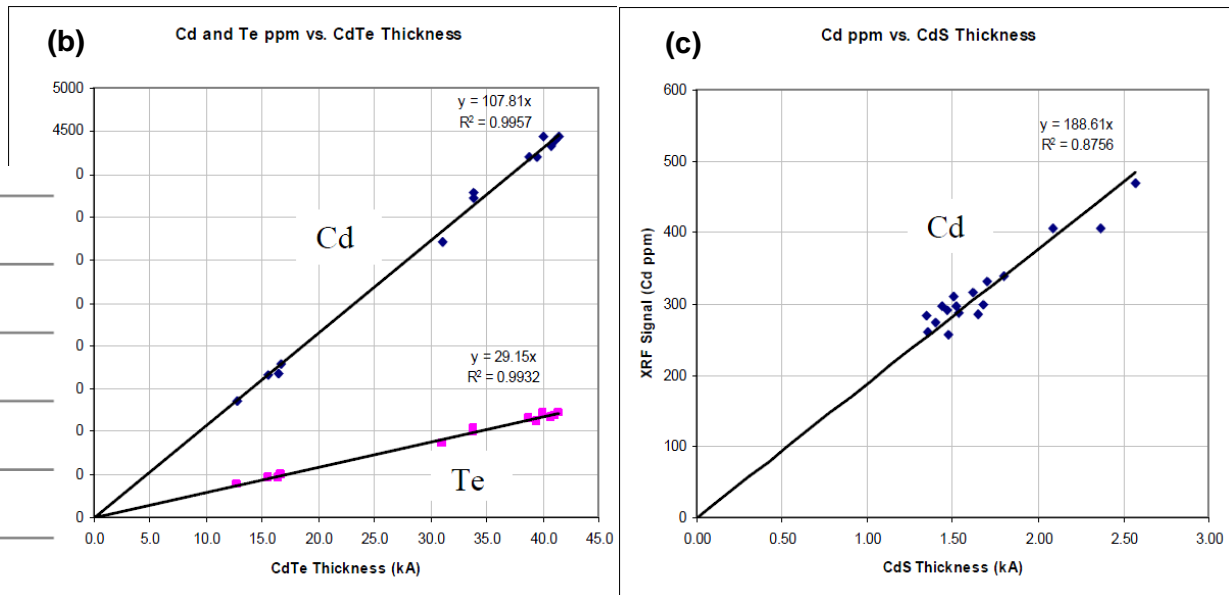 (b)
Cd and Te ppm vs. CdTe Thickness
5000
4500
0
0
0
0
0
0
0
0
0
y = 107.81x
R² = 0.9957
Cd
y = 29.15x
R² = 0.9932
Te
0.0 5.0 10.0 15.0 20.0 25.0 30.0 35.0 40.0 45.0
CdTe Thickness (kA)
(c)
Cd ppm vs. CdS Thickness
XRF Signal (Cd ppm)
600
500
400
300
200
100
0
y = 188.61x
R² = 0.8756
Cd
0.00 0.50 1.00 1.50 2.00 2.50 3.00
CdS Thickness (kA)